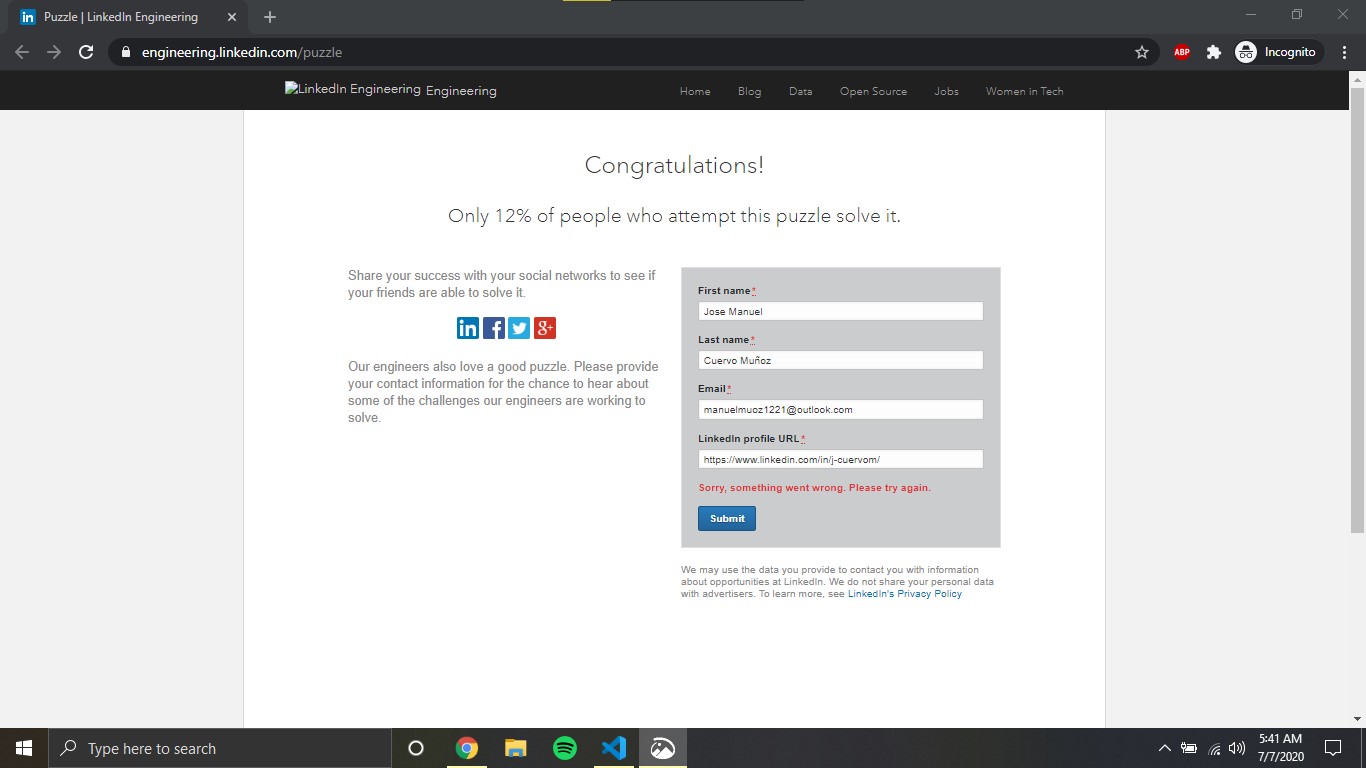 Puzzle | LinkedIn Engineering
engineering.linkedin.com/puzzle
ABP
Incognito
LinkedIn Engineering Engineering
Home Blog Data Open Source Jobs Women in Tech
Congratulations!
Only 12% of people who attempt this puzzle solve it.
Share your success with your social networks to see if
your friends are able to solve it.
in f g+
Our engineers also love a good puzzle. Please provide
your contact information for the chance to hear about
some of the challenges our engineers are working to
solve.
First name*
Jose Manuel
Last name*
Cuervo Muñoz
Email*
manuelmuoz1221@outlook.com
LinkedIn profile URL*
https://www.linkedin.com/in/j-cuervom/
Sorry, something went wrong. Please try again.
Submit
We may use the data you provide to contact you with information
about opportunities at LinkedIn. We do not share your personal data
with advertisers. To learn more, see LinkedIn's Privacy Policy
Type here to search
5:41 AM
7/7/2020